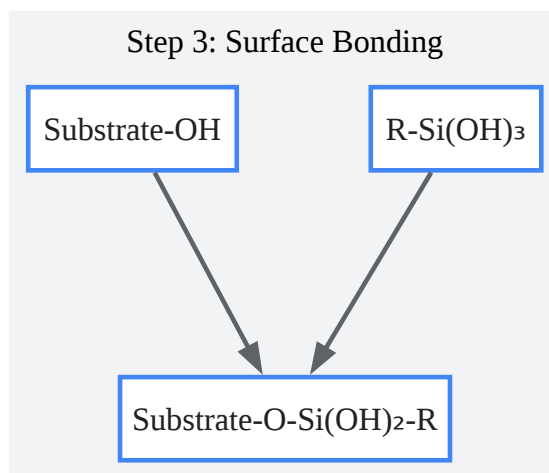 Step 3: Surface Bonding
Substrate-OH
R-Si(OH)₃
Substrate-O-Si(OH)₂-R